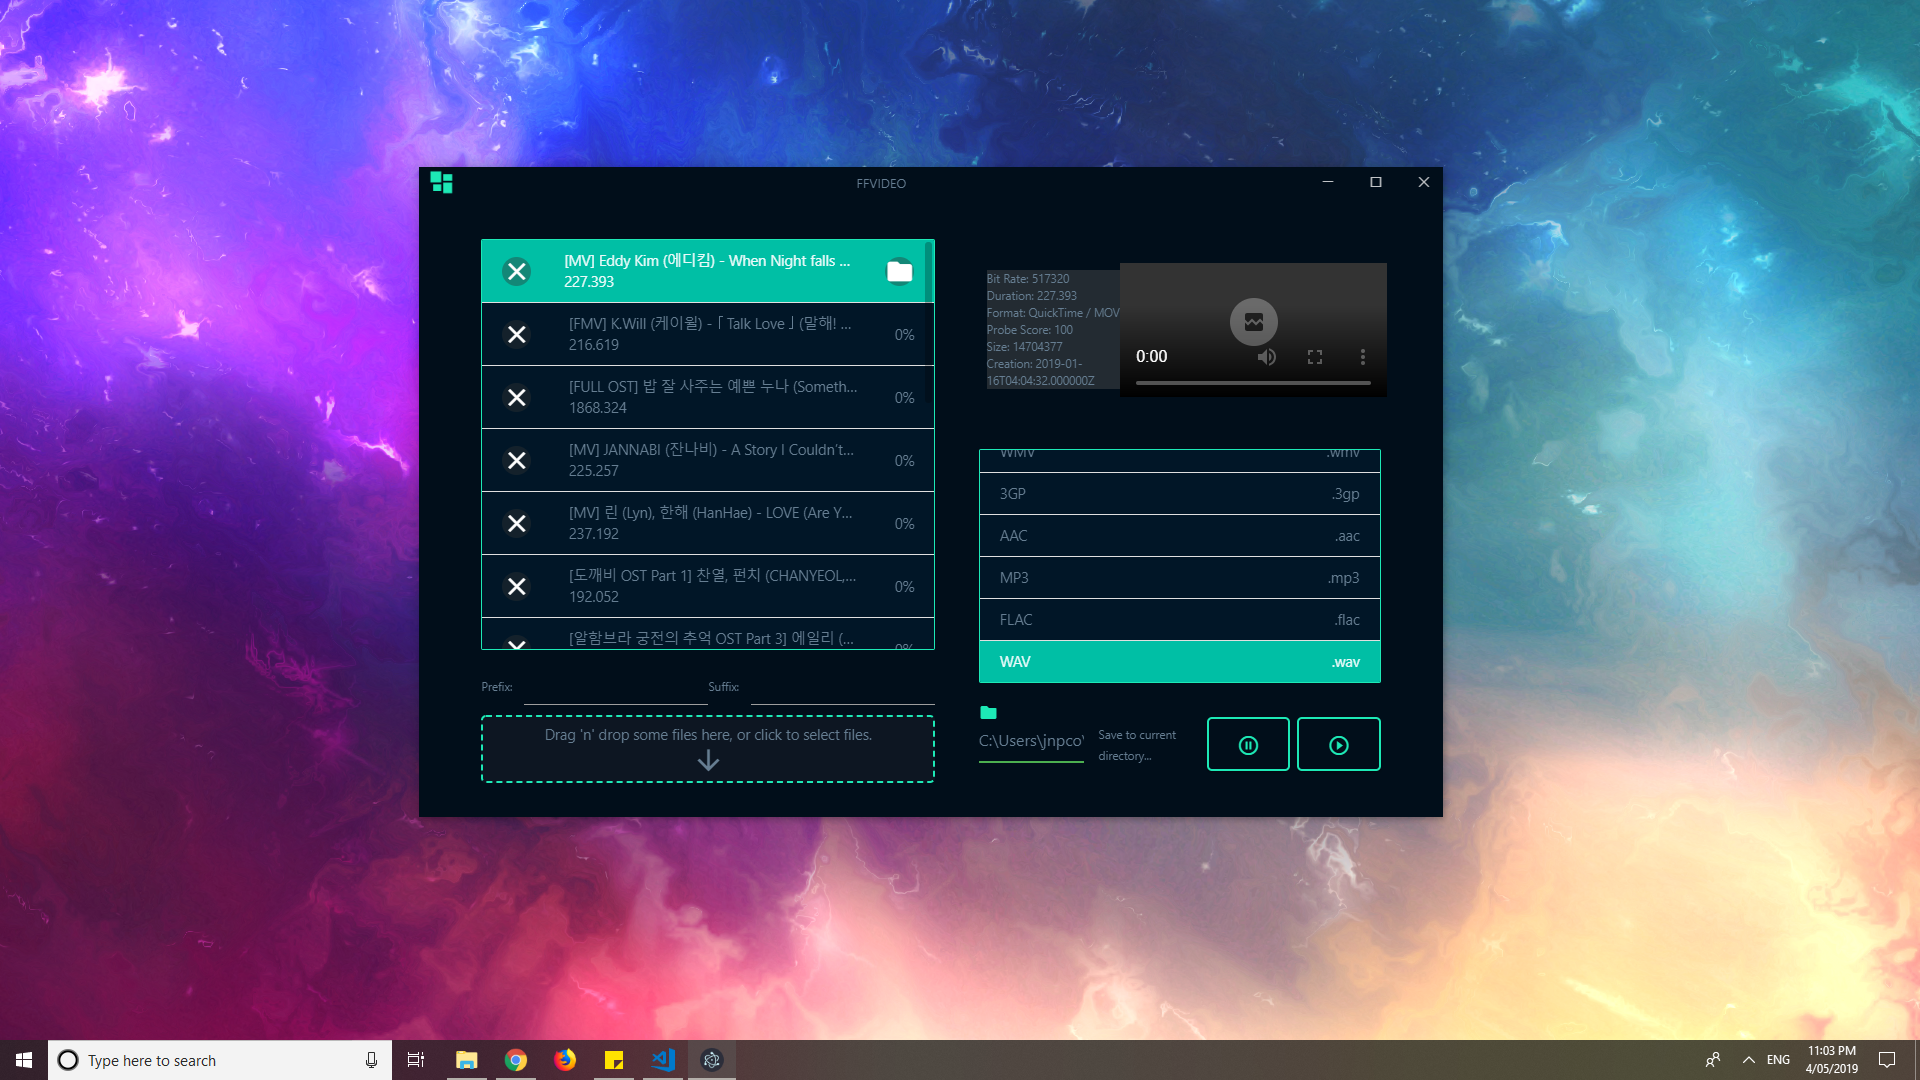 FFVIDEO
[MV] Eddy Kim (에디킴) - When Night falls ...
227.393
[FMV] K.Will (케이윌) -「 Talk Love 」(말해! ...
216.619
0%
[FULL OST] 밥 잘 사주는 예쁜 누나 (Someth...
1868.324
0%
[MV] JANNABI (잔나비) - A Story I Couldn't...
225.257
0%
[MV] 린 (Lyn), 한해 (HanHae) - LOVE (Are Y...
237.192
0%
[도깨비 OST Part 1] 찬열, 펀치 (CHANYEOL,...
192.052
0%
[알함브라 궁전의 추억 OST Part 3] 에일리 (...
0%
Prefix:
Suffix:
Drag 'n' drop some files here, or click to select files.
Bit Rate: 517320
Duration: 227.393
Format: QuickTime / MOV
Probe Score: 100
Size: 14704377
Creation: 2019-01-
16T04:04:32.000000Z
0:00
WMV .wmv
3GP .3gp
AAC .aac
MP3 .mp3
FLAC .flac
WAV .wav
C:\Users\jnpco\
Save to current
directory...
Type here to search
ENG
11:03 PM
4/05/2019